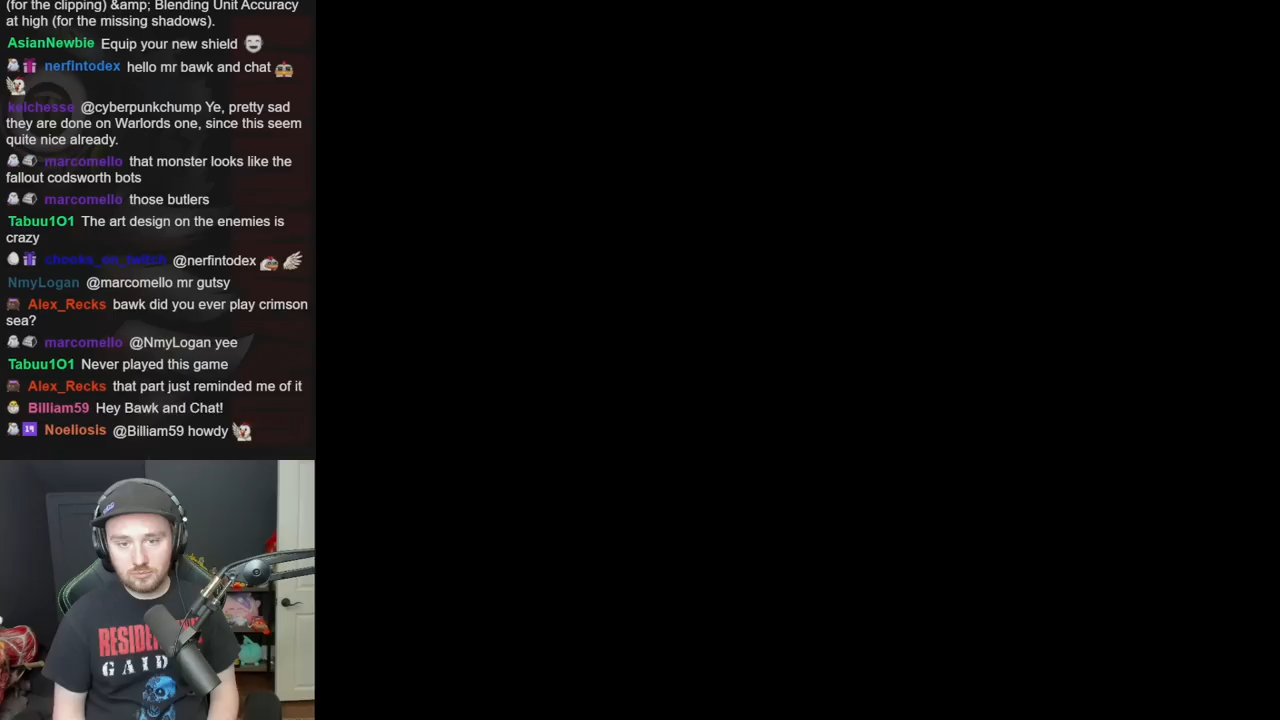 (for the clipping) &amp; Blending Unit Accuracy
at high (for the missing shadows).
AsianNewbie Equip your new shield
nerfintodex hello mr bawk and chat
kelchesse @cyberpunkchump Ye, pretty sad
they are done on Warlords one, since this seem
quite nice already.
marcomello that monster looks like the
fallout codsworth bots
marcomello those butlers
Tabuu1O1 The art design on the enemies is
crazy
cheeks_on_twitch @nerfintodex
NmyLogan @marcomello mr gutsy
Alex_Recks bawk did you ever play crimson
sea?
marcomello @NmyLogan yee
Tabuu1O1 Never played this game
Alex_Recks that part just reminded me of it
Billiam59 Hey Bawk and Chat!
Noellosis @Billiam59 howdy
GAID